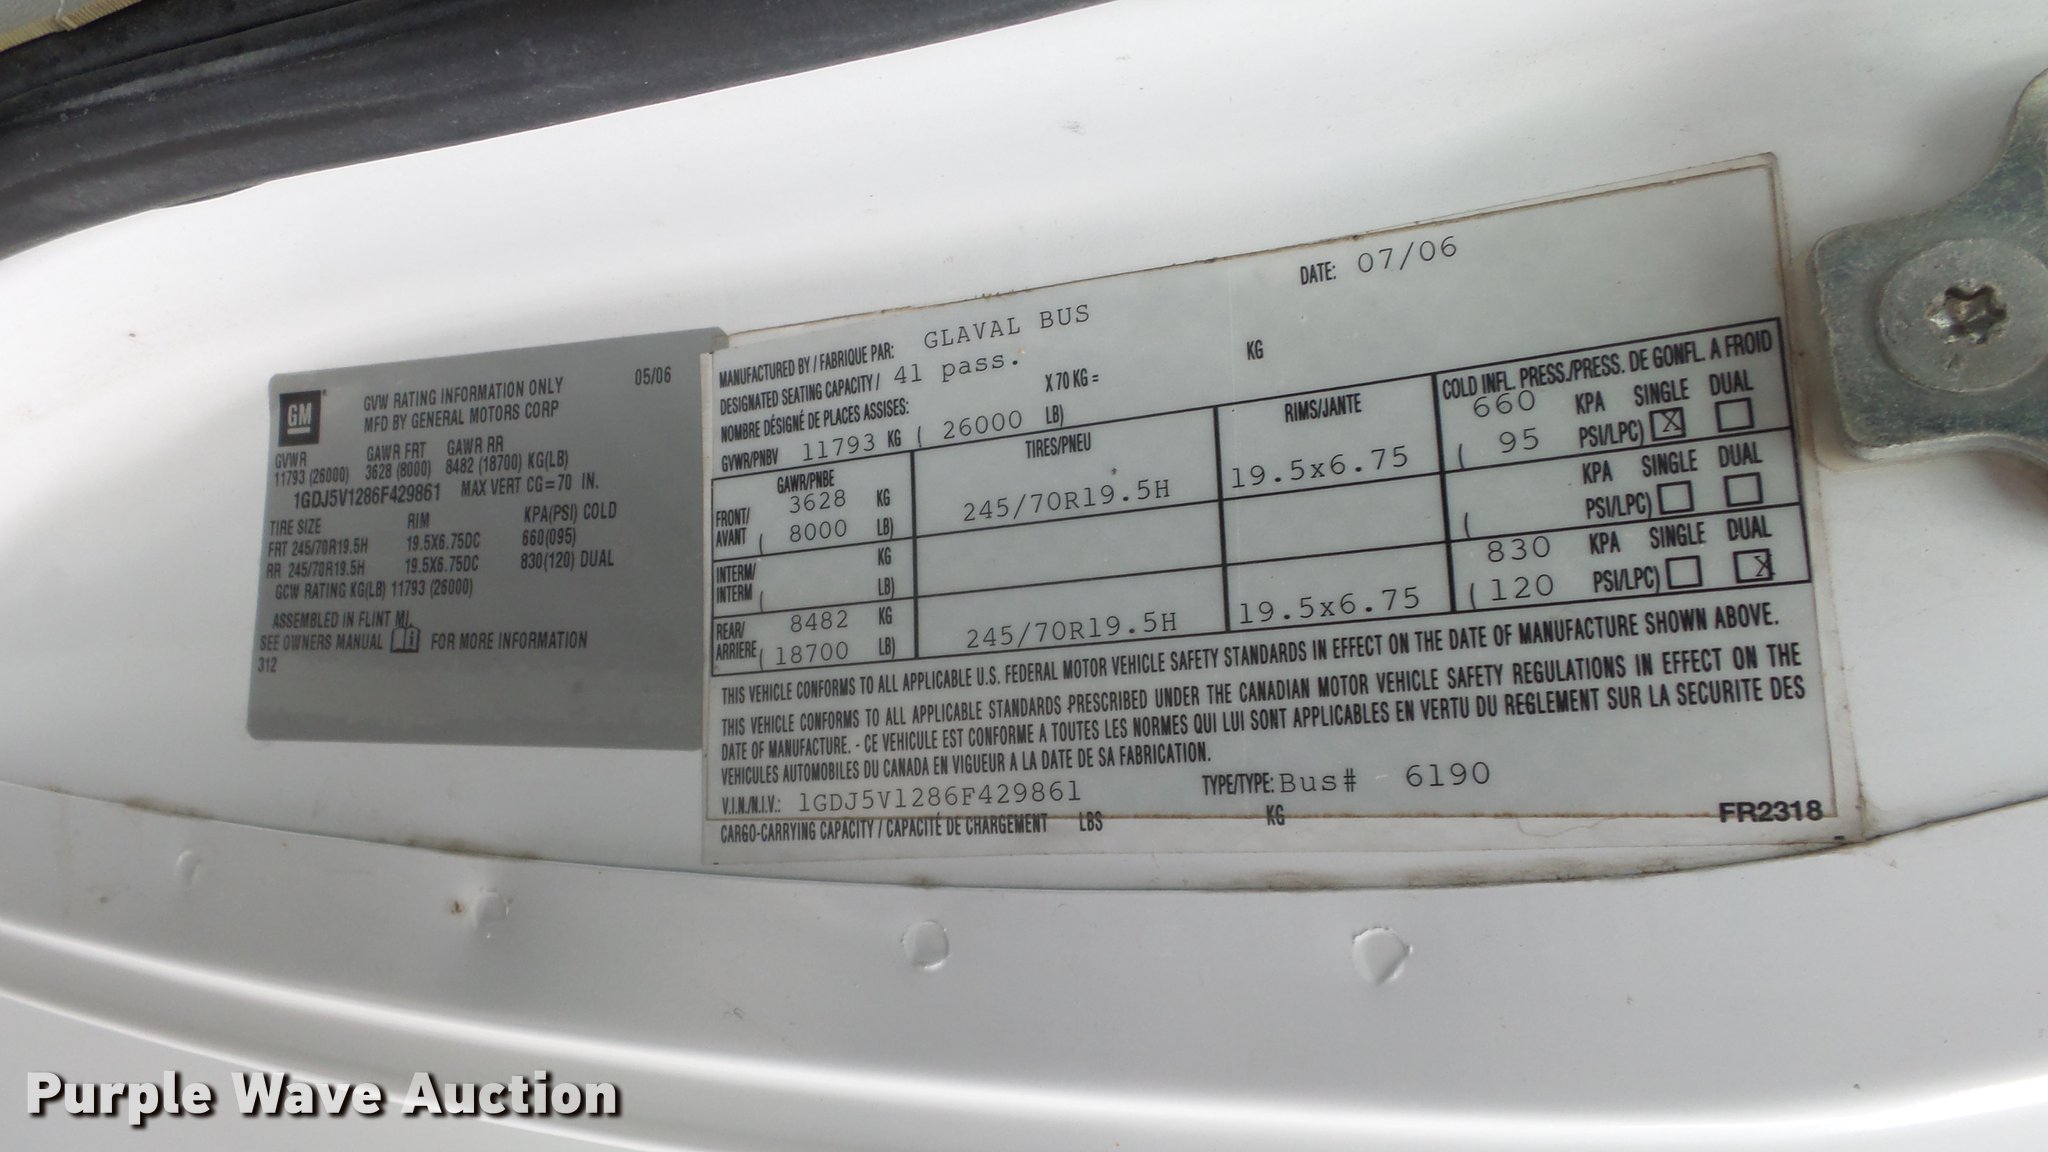 GM
GVW RATING INFORMATION ONLY 05/06
MFD BY GENERAL MOTORS CORP
GVWR GAWR FRT GAWR RR
11793 (26000) 3628 (8000) 8482 (18700) KG(LB)
1GDJ5V1286F429861 MAX VERT CG=70 IN.
TIRE SIZE RIM KPA(PSI) COLD
FRT 245/70R19.5H 19.5X6.75DC 660(095)
RR 245/70R19.5H 19.5X6.75DC 830(120) DUAL
GCW RATING KG(LB) 11793 (26000)
ASSEMBLED IN FLINT MI.
SEE OWNERS MANUAL i FOR MORE INFORMATION
312
MANUFACTURED BY / FABRIQUE PAR: GLAVAL BUS DATE: 07/06
DESIGNATED SEATING CAPACITY / 41 pass. X 70 KG = KG
NOMBRE DÉSIGNÉ DE PLACES ASSISES:
GVWR/PNBV 11793 KG ( 26000 LB)
GAWR/PNBE TIRES/PNEU RIMS/JANTE COLD INFL. PRESS./PRESS. DE GONFL. A FROID
FRONT/ 3628 KG 245/70R19.5H 19.5x6.75 660 KPA SINGLE DUAL
AVANT ( 8000 LB) ( 95 PSI/LPC) X
INTERM/ KG KPA SINGLE DUAL
INTERM ( LB) ( PSI/LPC)
REAR/ 8482 KG 245/70R19.5H 19.5x6.75 830 KPA SINGLE DUAL
ARRIERE ( 18700 LB) ( 120 PSI/LPC) X
THIS VEHICLE CONFORMS TO ALL APPLICABLE U.S. FEDERAL MOTOR VEHICLE SAFETY STANDARDS IN EFFECT ON THE DATE OF MANUFACTURE SHOWN ABOVE.
THIS VEHICLE CONFORMS TO ALL APPLICABLE STANDARDS PRESCRIBED UNDER THE CANADIAN MOTOR VEHICLE SAFETY REGULATIONS IN EFFECT ON THE
DATE OF MANUFACTURE. - CE VEHICULE EST CONFORME A TOUTES LES NORMES QUI LUI SONT APPLICABLES EN VERTU DU REGLEMENT SUR LA SECURITE DES
VEHICULES AUTOMOBILES DU CANADA EN VIGUEUR A LA DATE DE SA FABRICATION.
V.I.N./N.I.V.: 1GDJ5V1286F429861 TYPE/TYPE: Bus# 6190
CARGO-CARRYING CAPACITY / CAPACITÉ DE CHARGEMENT LBS KG FR2318
Purple Wave Auction